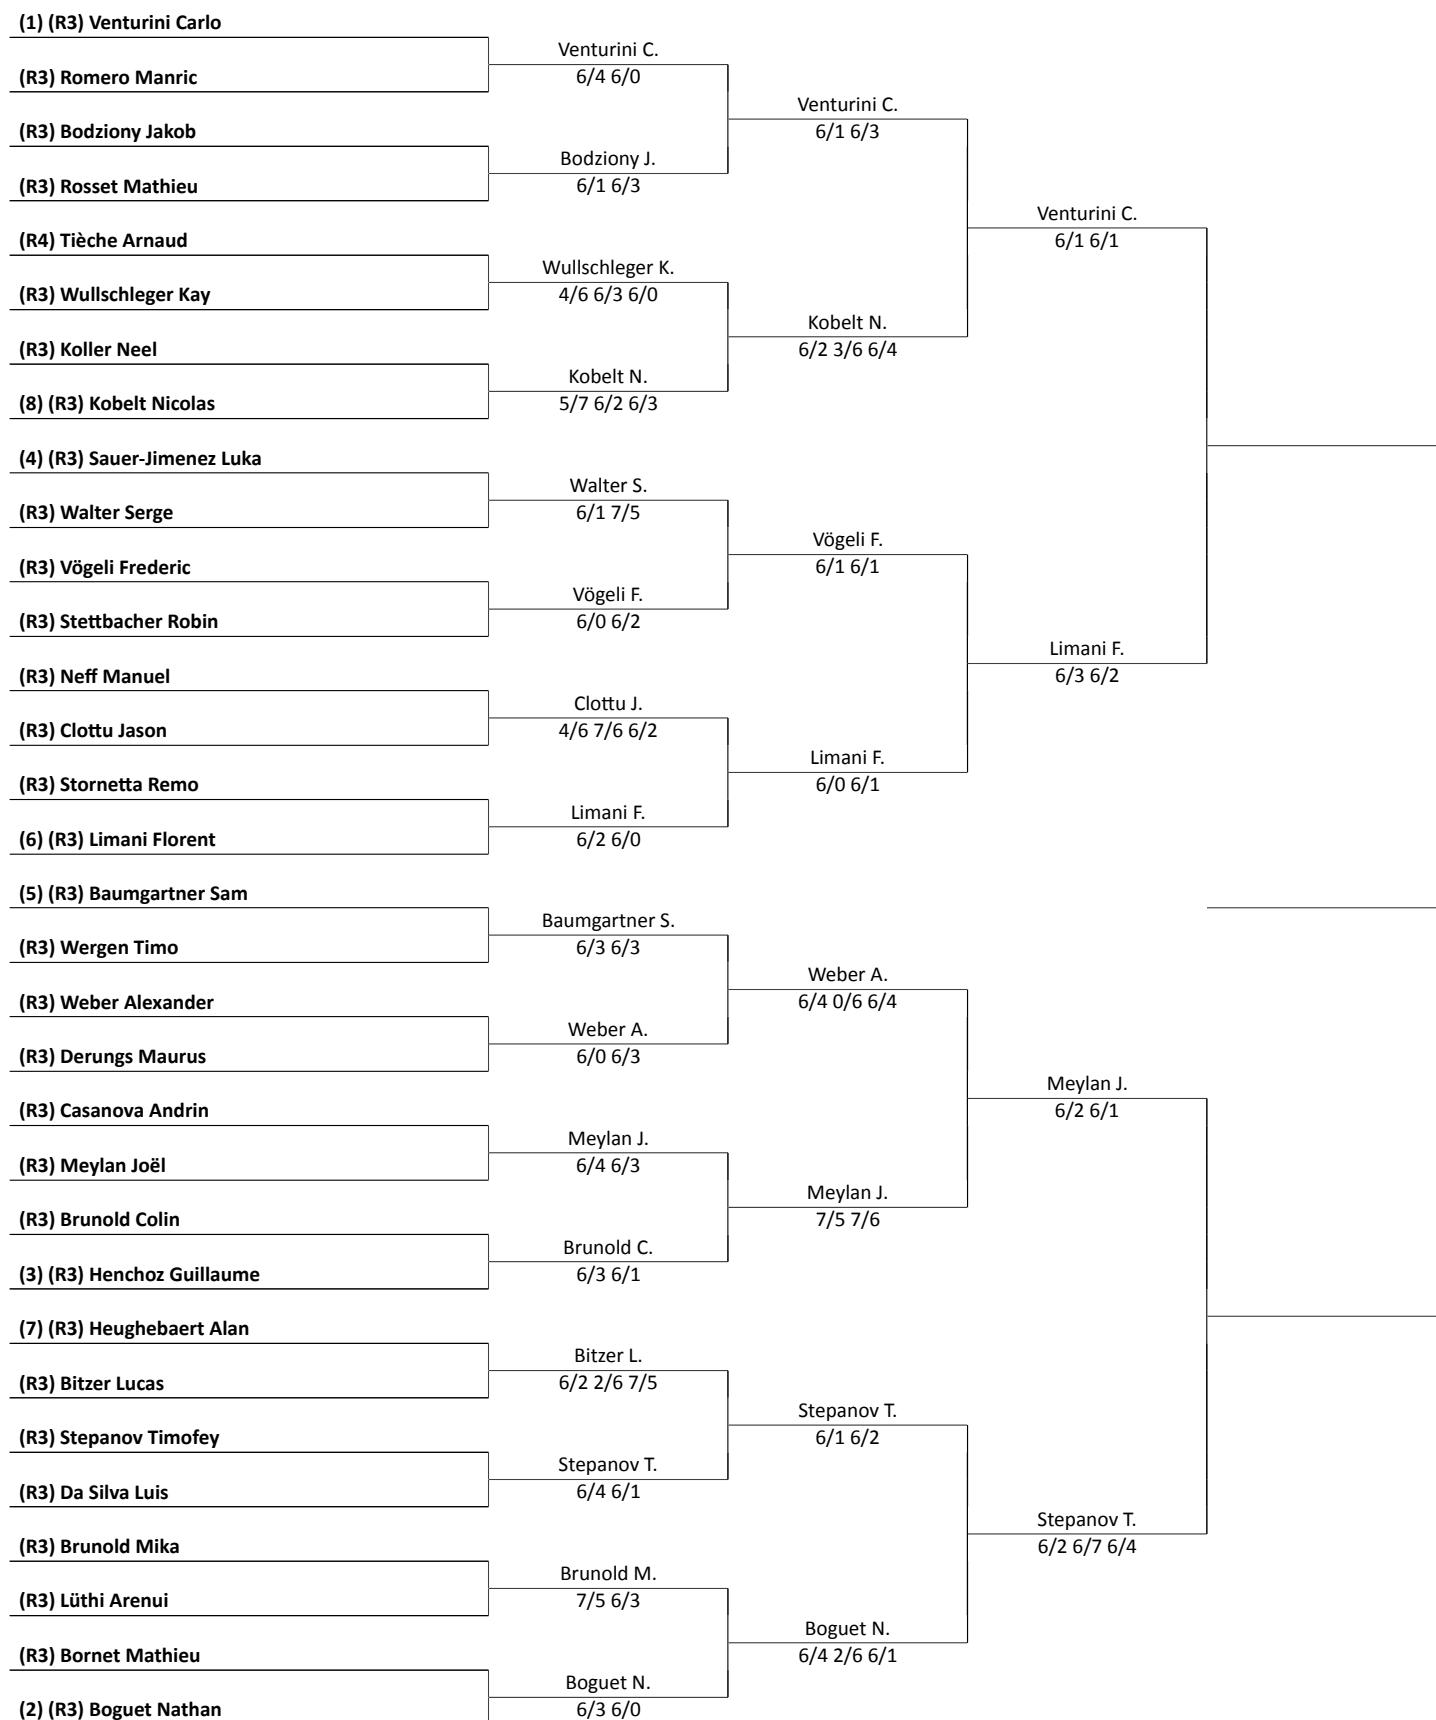 (1) (R3) Venturini Carlo
(R3) Romero Manric
(R3) Bodziony Jakob
(R3) Rosset Mathieu
(R4) Tièche Arnaud
(R3) Wullschleger Kay
(R3) Koller Neel
(8) (R3) Kobelt Nicolas
(4) (R3) Sauer-Jimenez Luka
(R3) Walter Serge
(R3) Vögeli Frederic
(R3) Stettbacher Robin
(R3) Neff Manuel
(R3) Clottu Jason
(R3) Stornetta Remo
(6) (R3) Limani Florent
(5) (R3) Baumgartner Sam
(R3) Wergen Timo
(R3) Weber Alexander
(R3) Derungs Maurus
(R3) Casanova Andrin
(R3) Meylan Joël
(R3) Brunold Colin
(3) (R3) Henchoz Guillaume
(7) (R3) Heughebaert Alan
(R3) Bitzer Lucas
(R3) Stepanov Timofey
(R3) Da Silva Luis
(R3) Brunold Mika
(R3) Lüthi Arenui
(R3) Bornet Mathieu
(2) (R3) Boguet Nathan
Venturini C.
6/4 6/0
Bodziony J.
6/1 6/3
Wullschleger K.
4/6 6/3 6/0
Kobelt N.
5/7 6/2 6/3
Walter S.
6/1 7/5
Vögeli F.
6/0 6/2
Clottu J.
4/6 7/6 6/2
Limani F.
6/2 6/0
Baumgartner S.
6/3 6/3
Weber A.
6/0 6/3
Meylan J.
6/4 6/3
Brunold C.
6/3 6/1
Bitzer L.
6/2 2/6 7/5
Stepanov T.
6/4 6/1
Brunold M.
7/5 6/3
Boguet N.
6/3 6/0
Venturini C.
6/1 6/3
Kobelt N.
6/2 3/6 6/4
Vögeli F.
6/1 6/1
Limani F.
6/0 6/1
Weber A.
6/4 0/6 6/4
Meylan J.
7/5 7/6
Stepanov T.
6/1 6/2
Boguet N.
6/4 2/6 6/1
Venturini C.
6/1 6/1
Limani F.
6/3 6/2
Meylan J.
6/2 6/1
Stepanov T.
6/2 6/7 6/4